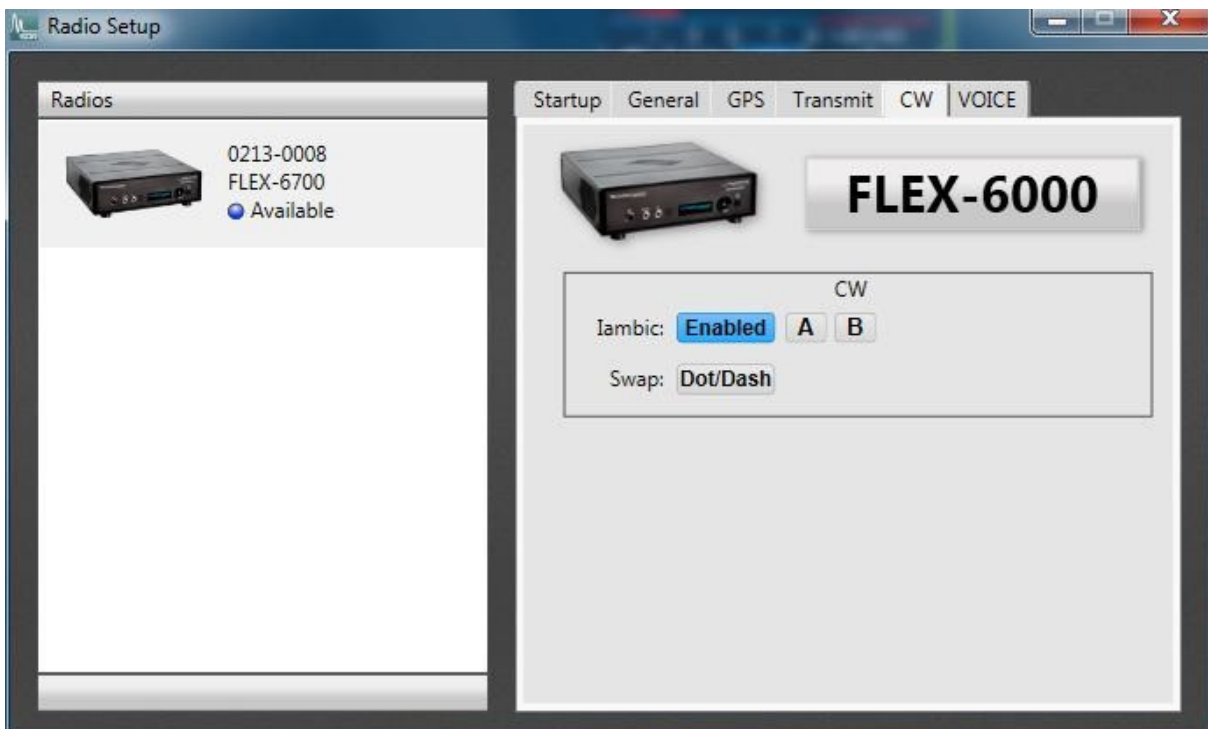 Radio Setup
Radios
0213-0008
FLEX-6700
Available
Startup General GPS Transmit CW VOICE
FLEX-6000
CW
Iambic: Enabled A B
Swap: Dot/Dash